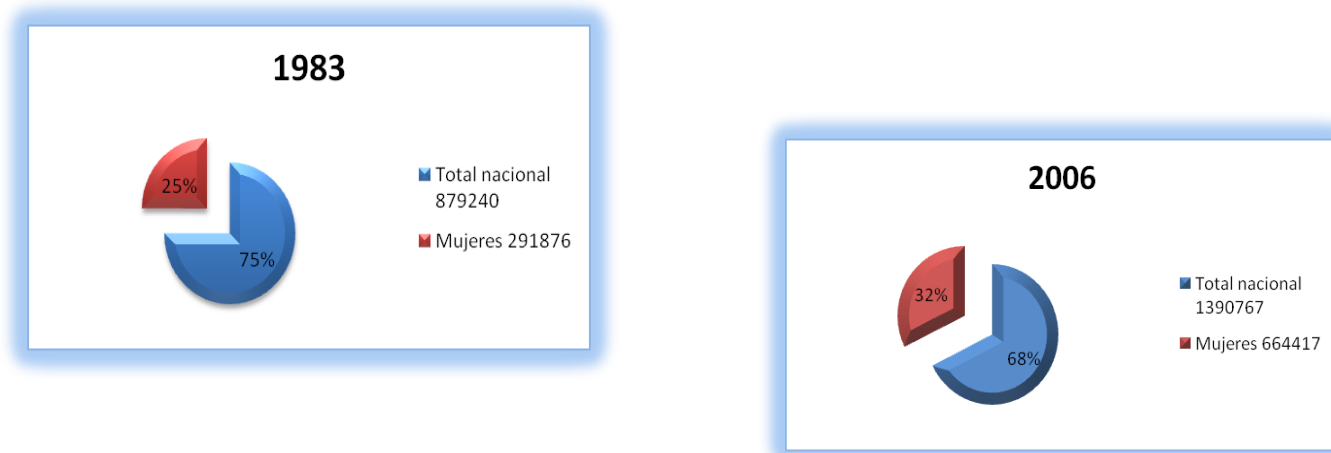 1983
25%
75%
Total nacional
879240
Mujeres 291876
2006
32%
68%
Total nacional
1390767
Mujeres 664417